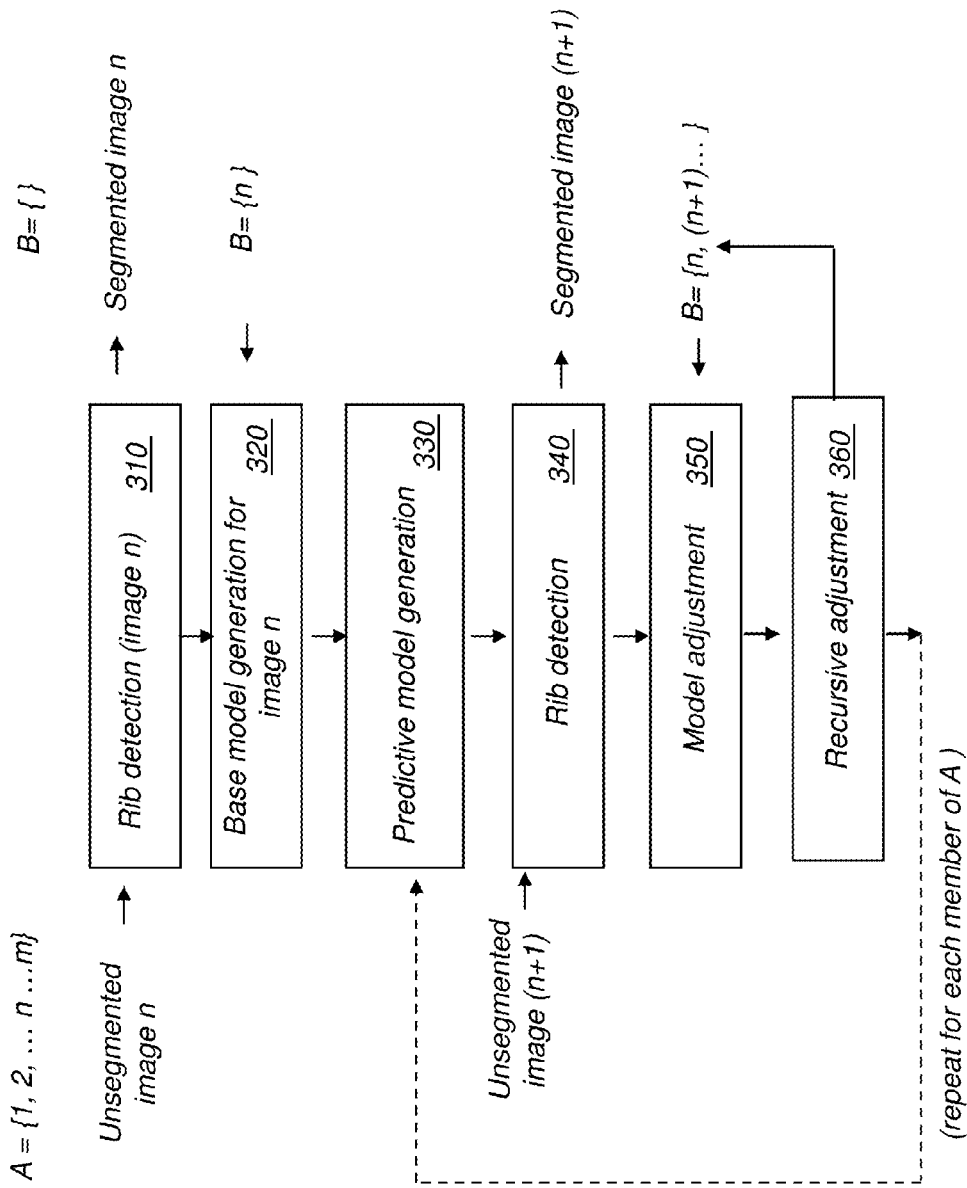 A = {1, 2, ... n ...m}
B= { }
Unsegmented
image n
Rib detection (image n)
310
Segmented image n
Base model generation for
image n
320
B= {n }
Predictive model generation
330
Unsegmented
image (n+1)
Rib detection
340
Segmented image (n+1)
Model adjustment
350
B= {n, (n+1)... }
Recursive adjustment
360
(repeat for each member of A )